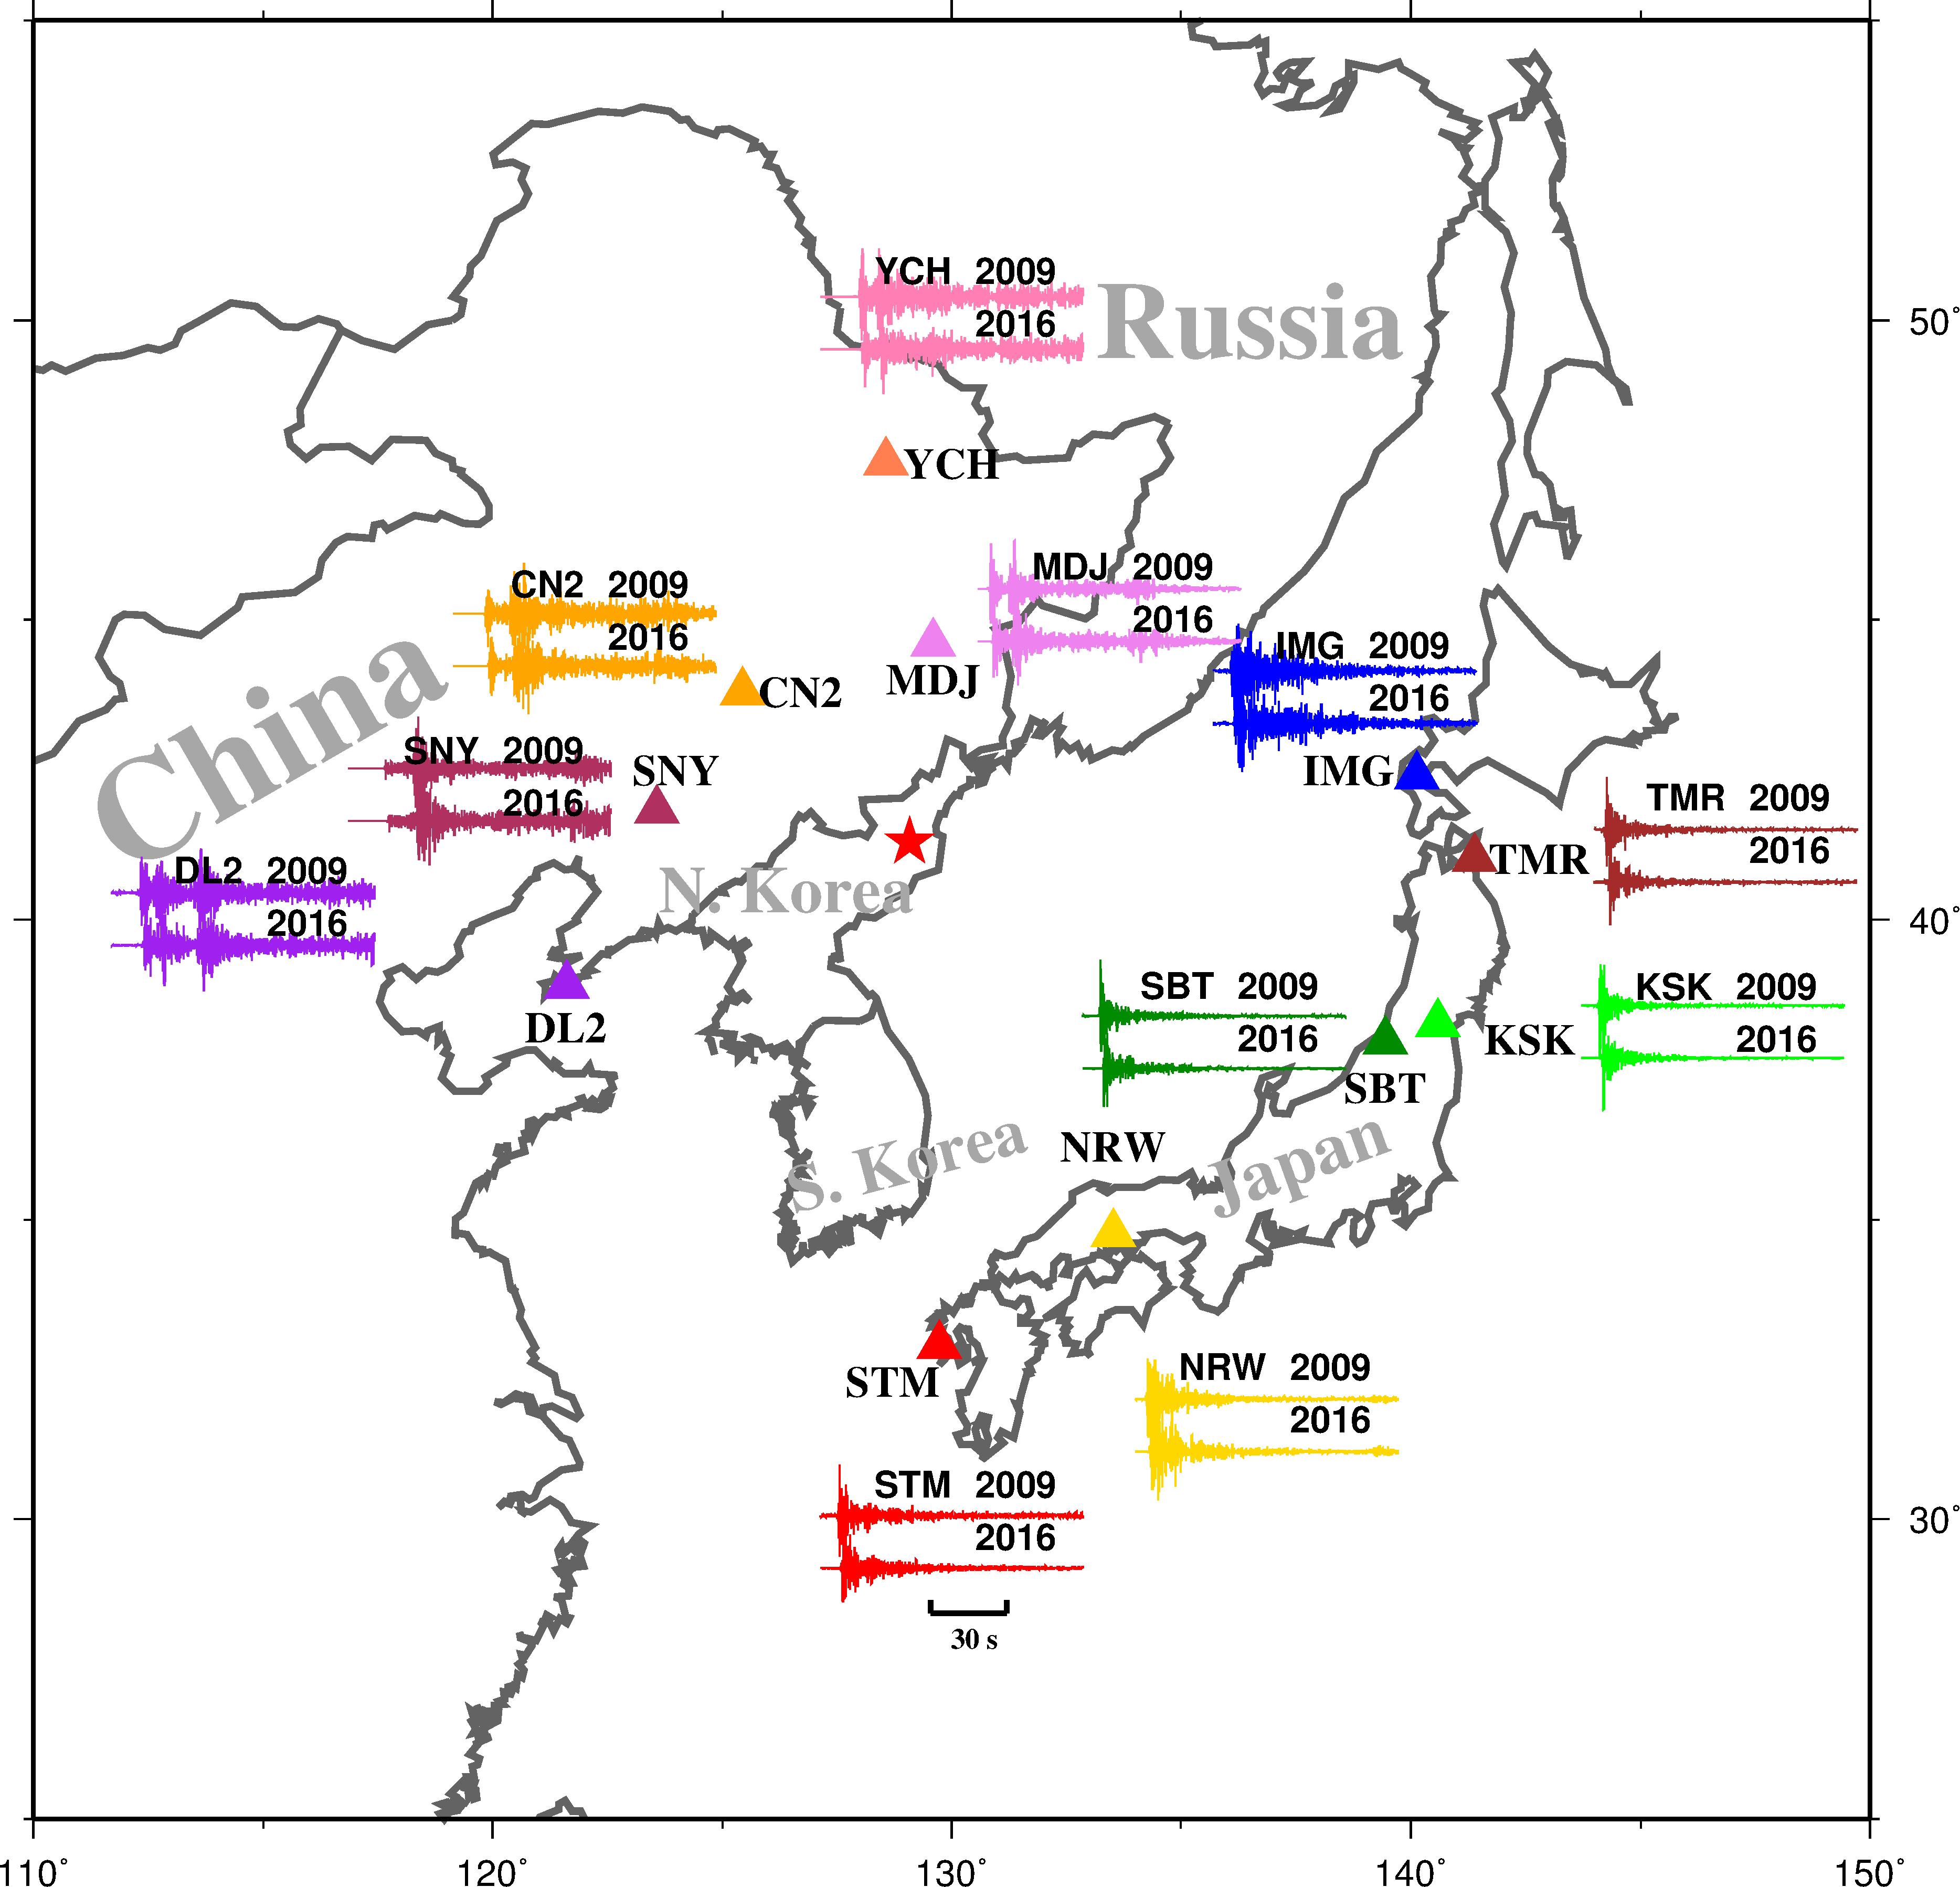 YCH 2009
2016
Russia
50°
YCH
MDJ 2009
2016
CN2 2009
2016
IMG 2009
2016
MDJ
CN2
China
SNY 2009
2016
SNY
IMG
TMR 2009
2016
TMR
DL2 2009
2016
N. Korea
40°
SBT 2009
2016
KSK 2009
2016
DL2
KSK
SBT
NRW
S. Korea
Japan
STM
NRW 2009
2016
STM 2009
2016
30°
30 s
110°
120°
130°
140°
150°